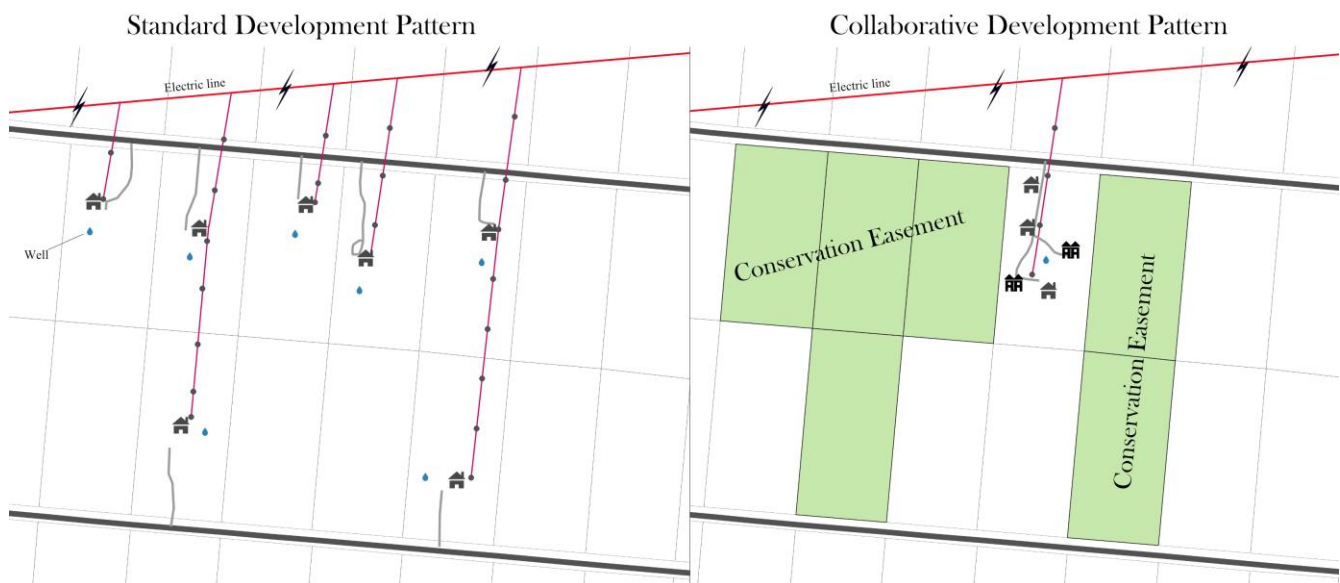 Standard Development Pattern
Collaborative Development Pattern
Electric line
Electric line
Well
Conservation Easement
Conservation Easement